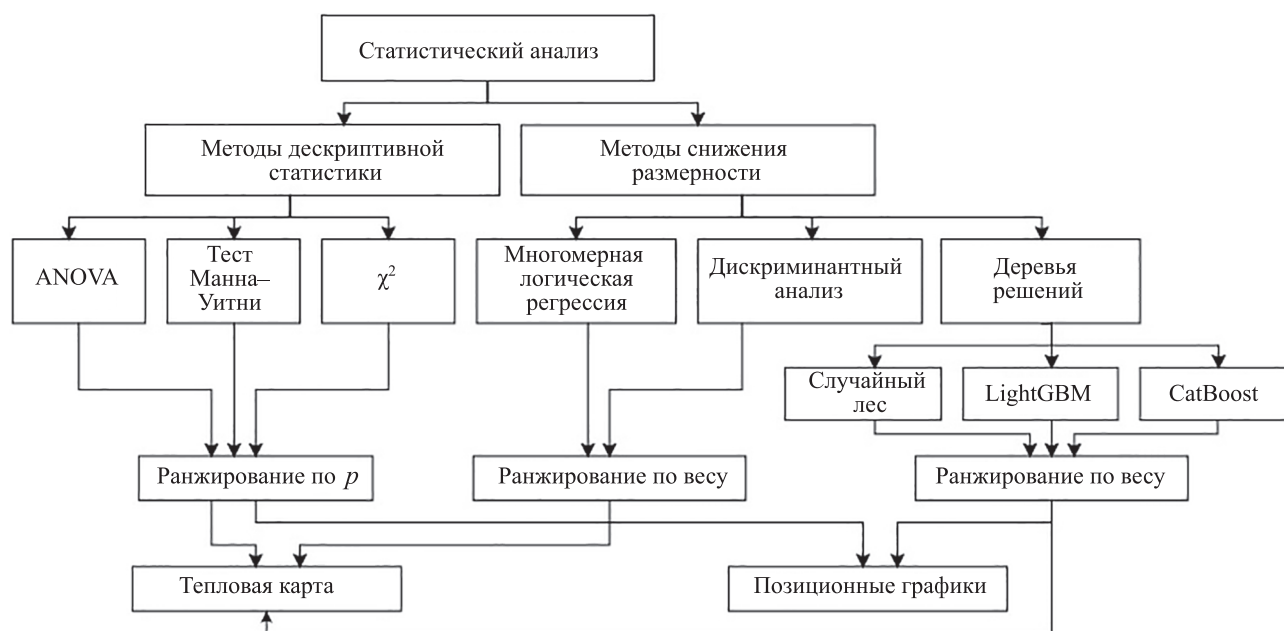 Статистический анализ
Методы дескриптивной
статистики
Методы снижения
размерности
ANOVA
Тест
Манна–
Уитни
χ²
Многомерная
логическая
регрессия
Дискриминантный
анализ
Деревья
решений
Случайный
лес
LightGBM
CatBoost
Ранжирование по p
Ранжирование по весу
Ранжирование по весу
Тепловая карта
Позиционные графики